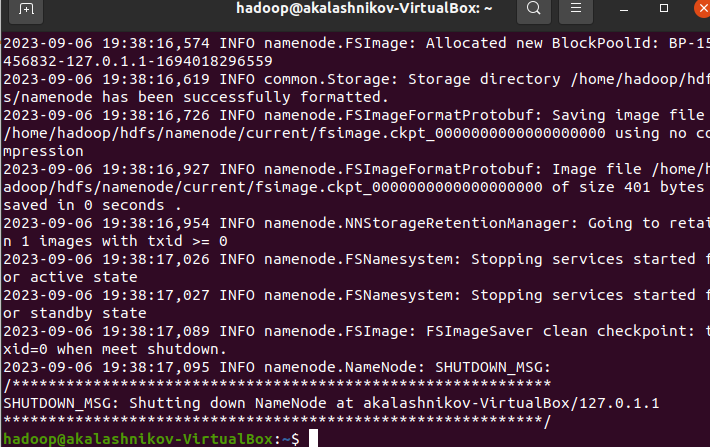 hadoop@akalashnikov-VirtualBox: ~
2023-09-06 19:38:16,574 INFO namenode.FSImage: Allocated new BlockPoolId: BP-15
456832-127.0.1.1-1694018296559
2023-09-06 19:38:16,619 INFO common.Storage: Storage directory /home/hadoop/hdf
s/namenode has been successfully formatted.
2023-09-06 19:38:16,726 INFO namenode.FSImageFormatProtobuf: Saving image file
/home/hadoop/hdfs/namenode/current/fsimage.ckpt_0000000000000000000 using no co
mpression
2023-09-06 19:38:16,927 INFO namenode.FSImageFormatProtobuf: Image file /home/h
adoop/hdfs/namenode/current/fsimage.ckpt_0000000000000000000 of size 401 bytes
saved in 0 seconds .
2023-09-06 19:38:16,954 INFO namenode.NNStorageRetentionManager: Going to retai
n 1 images with txid >= 0
2023-09-06 19:38:17,026 INFO namenode.FSNamesystem: Stopping services started f
or active state
2023-09-06 19:38:17,027 INFO namenode.FSNamesystem: Stopping services started f
or standby state
2023-09-06 19:38:17,089 INFO namenode.FSImage: FSImageSaver clean checkpoint: t
xid=0 when meet shutdown.
2023-09-06 19:38:17,095 INFO namenode.NameNode: SHUTDOWN_MSG:
/************************************************************
SHUTDOWN_MSG: Shutting down NameNode at akalashnikov-VirtualBox/127.0.1.1
************************************************************/
hadoop@akalashnikov-VirtualBox:~$